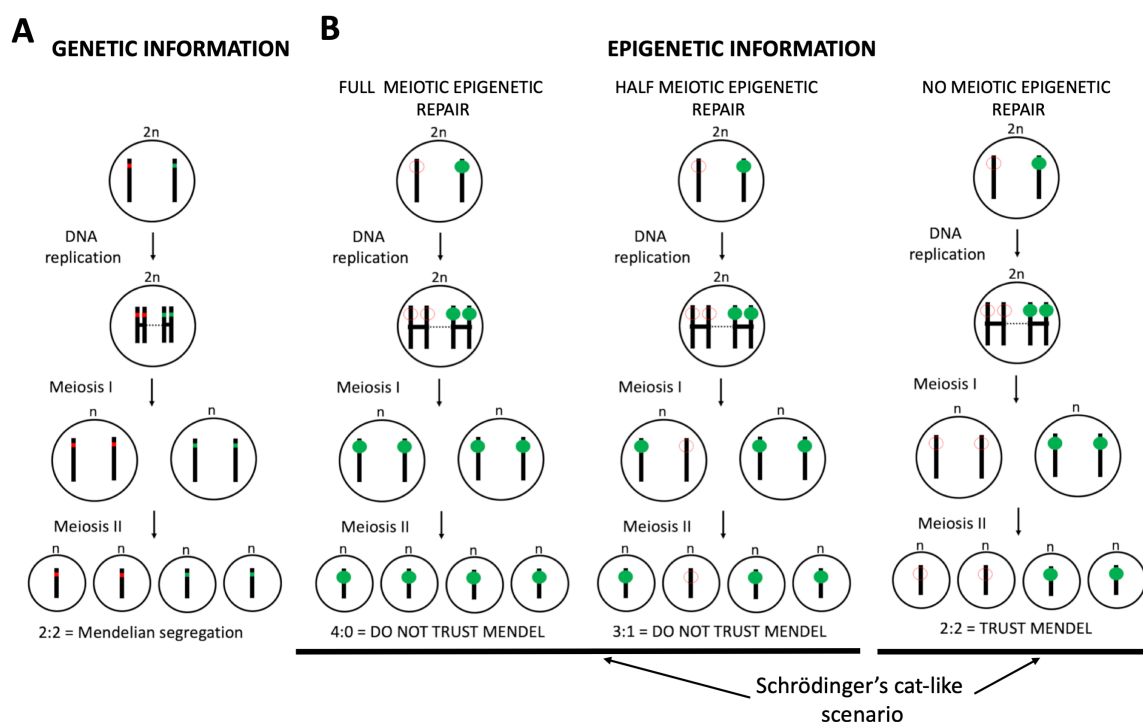 A
GENETIC INFORMATION
2n
DNA
replication
2n
Meiosis I
n
n
Meiosis II
n
n
n
n
2:2 = Mendelian segregation
B
EPIGENETIC INFORMATION
FULL MEIOTIC EPIGENETIC
REPAIR
2n
DNA
replication
2n
Meiosis I
n
n
Meiosis II
n
n
n
n
4:0 = DO NOT TRUST MENDEL
HALF MEIOTIC EPIGENETIC
REPAIR
2n
DNA
replication
2n
Meiosis I
n
n
Meiosis II
n
n
n
n
3:1 = DO NOT TRUST MENDEL
NO MEIOTIC EPIGENETIC
REPAIR
2n
DNA
replication
2n
Meiosis I
n
n
Meiosis II
n
n
n
n
2:2 = TRUST MENDEL
Schrödinger's cat-like
scenario